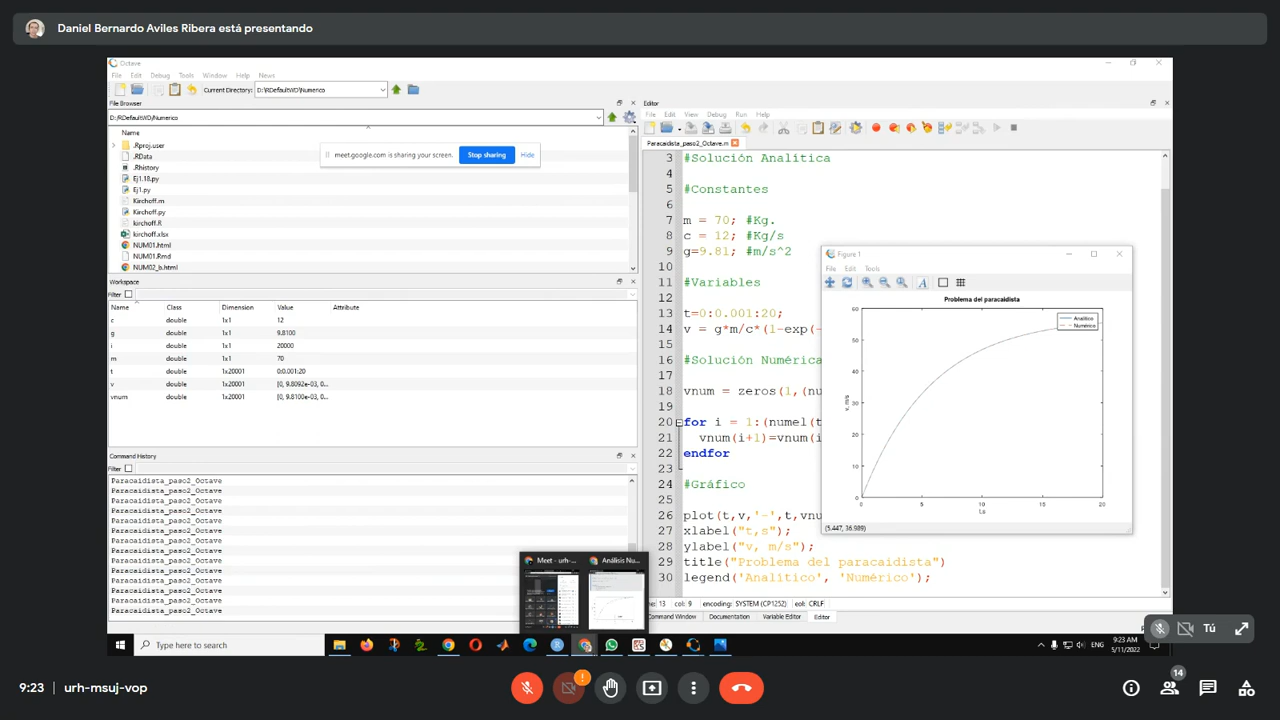 Daniel Bernardo Aviles Ribera está presentando
Octave
File Edit Debug Tools Window Help News
Current Directory: D:\RDefaultWD\Numerico
File Browser
D:/RDefaultWD/Numerico
Name
.Rproj.user
.RData
.Rhistory
Ej1.18.py
Ej1.py
Kirchoff.m
Kirchoff.py
kirchoff.R
kirchoff.xlsx
NUM01.html
NUM01.Rmd
NUM02_b.html
meet.google.com is sharing your screen. Stop sharing Hide
Workspace
Filter
Name Class Dimension Value Attribute
c double 1x1 12
g double 1x1 9.8100
i double 1x1 20000
m double 1x1 70
t double 1x20001 0:0.001:20
v double 1x20001 [0, 9.8092e-03, 0...
vnum double 1x20001 [0, 9.8100e-03, 0...
Command History
Filter
Paracaidista_paso2_Octave
Paracaidista_paso2_Octave
Paracaidista_paso2_Octave
Paracaidista_paso2_Octave
Paracaidista_paso2_Octave
Paracaidista_paso2_Octave
Paracaidista_paso2_Octave
Paracaidista_paso2_Octave
Paracaidista_paso2_Octave
Paracaidista_paso2_Octave
Paracaidista_paso2_Octave
Paracaidista_paso2_Octave
Paracaidista_paso2_Octave
Paracaidista_paso2_Octave
Editor
File Edit View Debug Run Help
Paracaidista_paso2_Octave.m
3 #Solución Analítica
4
5 #Constantes
6
7 m = 70; #Kg.
8 c = 12; #Kg/s
9 g=9.81; #m/s^2
10
11 #Variables
12
13 t=0:0.001:20;
14 v = g*m/c*(1-exp(-
15
16 #Solución Numérica
17
18 vnum = zeros(1,(nu
19
20 for i = 1:(numel(t
21 vnum(i+1)=vnum(i
22 endfor
23
24 #Gráfico
25
26 plot(t,v,'-',t,vnu
27 xlabel("t,s");
28 ylabel("v, m/s");
29 title("Problema del paracaidista")
30 legend('Analítico', 'Numérico');
Figure 1
File Edit Tools
Problema del paracaidista
Analítico
Numérico
60
50
40
30
20
10
0
v, m/s
0 5 10 15 20
t,s
(5.447, 36.989)
Meet - urh-... Análisis Nu...
col: 9 encoding: SYSTEM (CP1252) eol: CRLF
Command Window Documentation Variable Editor Editor
Type here to search
ENG
9:23 AM
5/11/2022
Tú
9:23 urh-msuj-vop
14